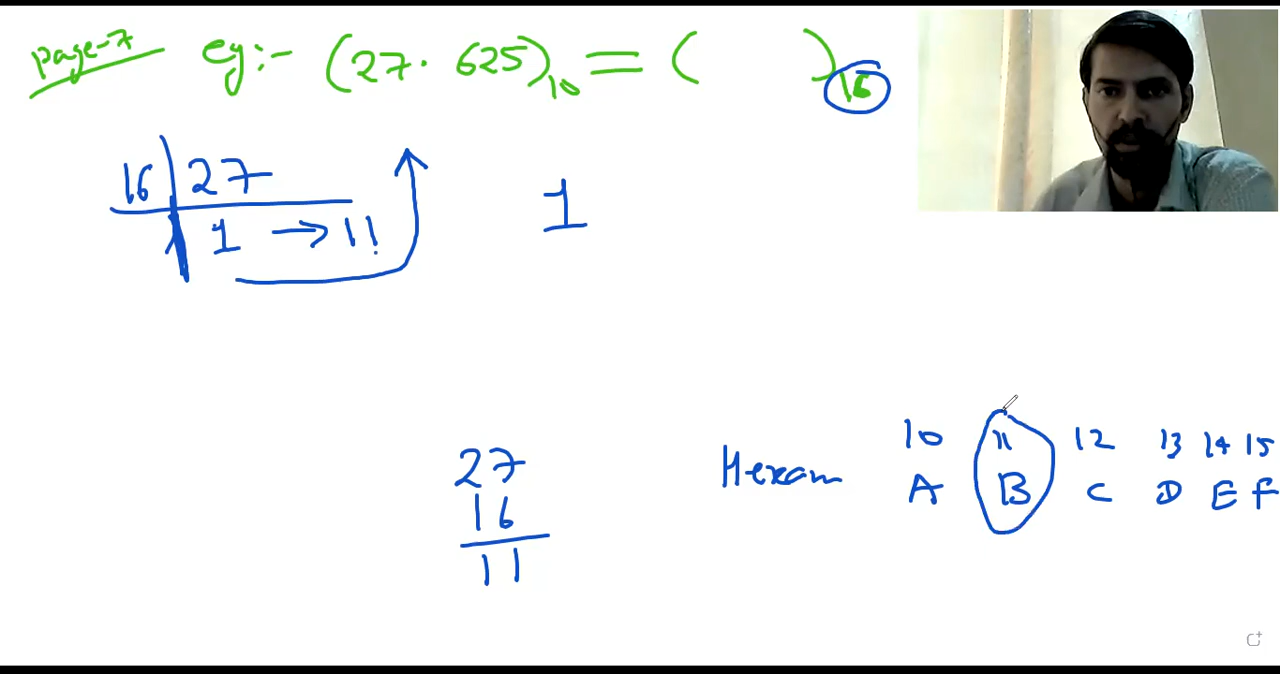 page-7 eg:- (27.625)10 = ( )16
16 | 27
1 → 11
1
27
16
11
Hexam
10 11 12 13 14 15
A B C D E F